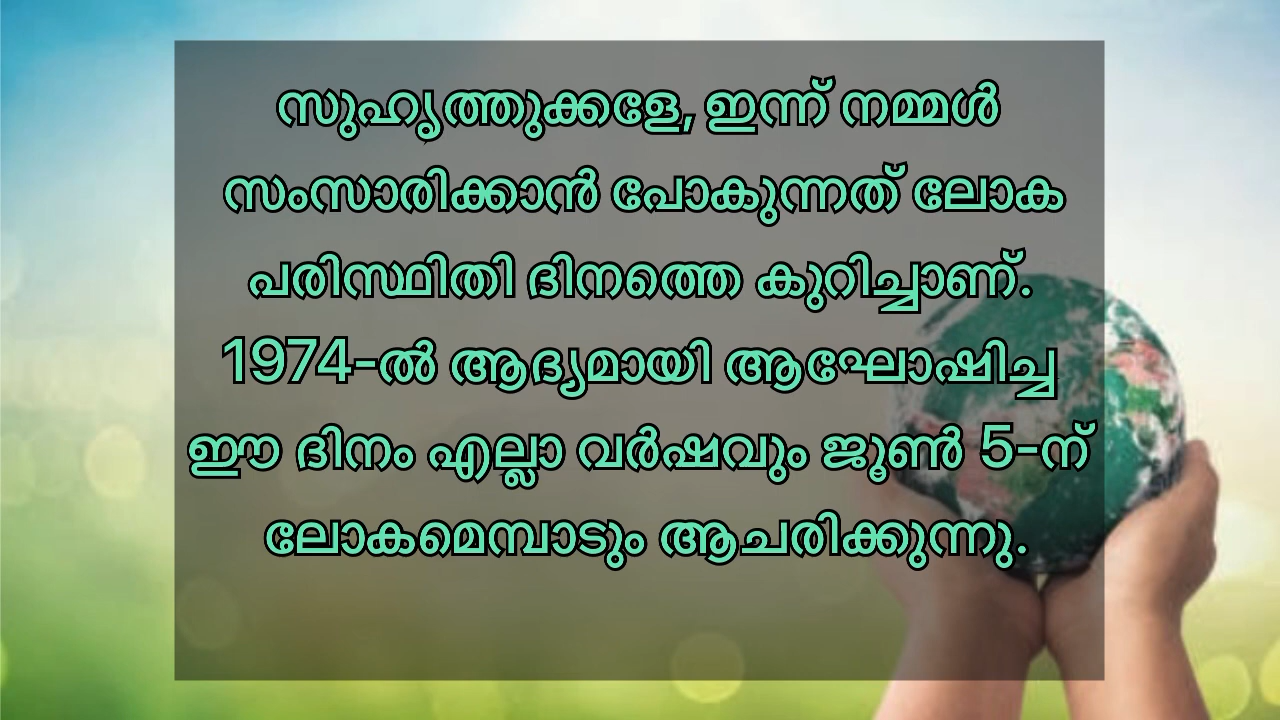 സുഹൃത്തുക്കളേ, ഇന്ന് നമ്മൾ
സംസാരിക്കാൻ പോകുന്നത് ലോക
പരിസ്ഥിതി ദിനത്തെ കുറിച്ചാണ്.
1974-ൽ ആദ്യമായി ആഘോഷിച്ച
ഈ ദിനം എല്ലാ വർഷവും ജൂൺ 5-ന്
ലോകമെമ്പാടും ആചരിക്കുന്നു.